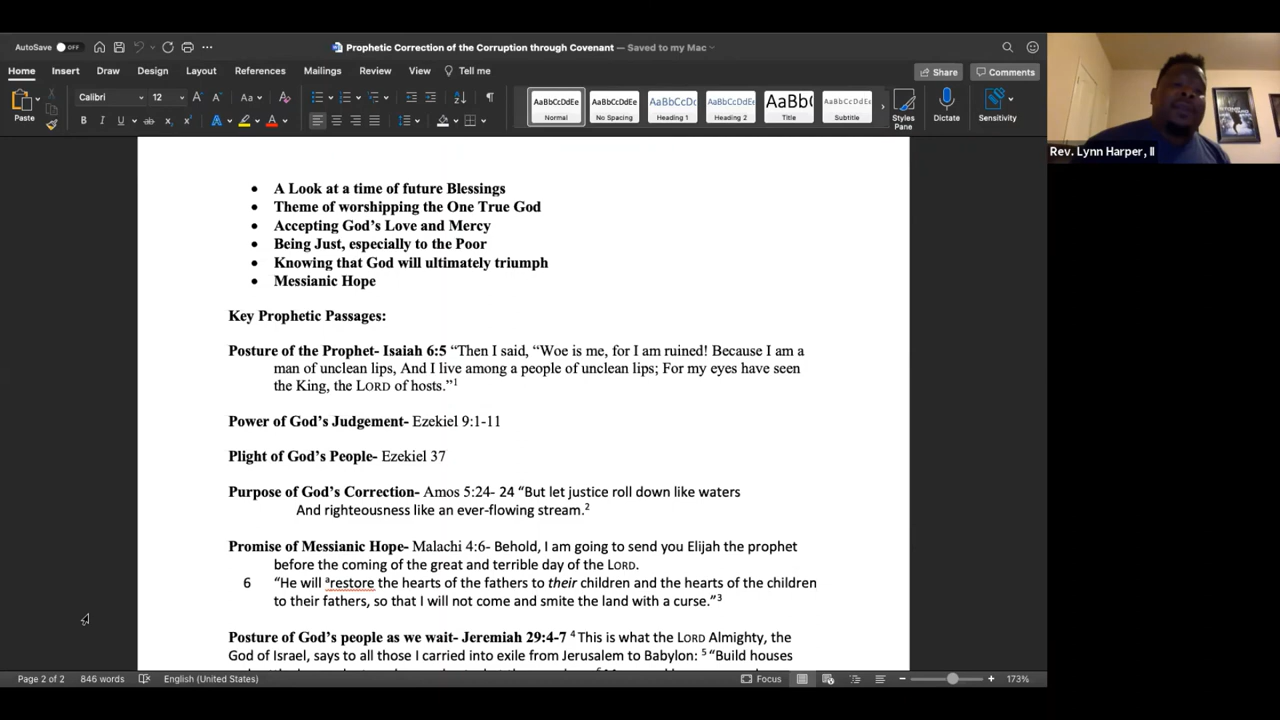 AutoSave OFF
Prophetic Correction of the Corruption through Covenant — Saved to my Mac
Home Insert Draw Design Layout References Mailings Review View Tell me
Share Comments
Paste
Calibri 12
Aa
AaBbCcDdEe AaBbCcDdEe AaBbCcDc AaBbCcDdEe AaBb( AaBbCcDdEe
Normal No Spacing Heading 1 Heading 2 Title Subtitle
Styles Pane
Dictate
Sensitivity
Rev. Lynn Harper, II
• A Look at a time of future Blessings
• Theme of worshipping the One True God
• Accepting God's Love and Mercy
• Being Just, especially to the Poor
• Knowing that God will ultimately triumph
• Messianic Hope
Key Prophetic Passages:
Posture of the Prophet- Isaiah 6:5 "Then I said, "Woe is me, for I am ruined! Because I am a
man of unclean lips, And I live among a people of unclean lips; For my eyes have seen
the King, the LORD of hosts."1
Power of God's Judgement- Ezekiel 9:1-11
Plight of God's People- Ezekiel 37
Purpose of God's Correction- Amos 5:24- 24 "But let justice roll down like waters
And righteousness like an ever-flowing stream.2
Promise of Messianic Hope- Malachi 4:6- Behold, I am going to send you Elijah the prophet
before the coming of the great and terrible day of the LORD.
6 "He will arestore the hearts of the fathers to their children and the hearts of the children
to their fathers, so that I will not come and smite the land with a curse."3
Posture of God's people as we wait- Jeremiah 29:4-7 4 This is what the LORD Almighty, the
God of Israel, says to all those I carried into exile from Jerusalem to Babylon: 5 "Build houses
Page 2 of 2 846 words English (United States) Focus 173%